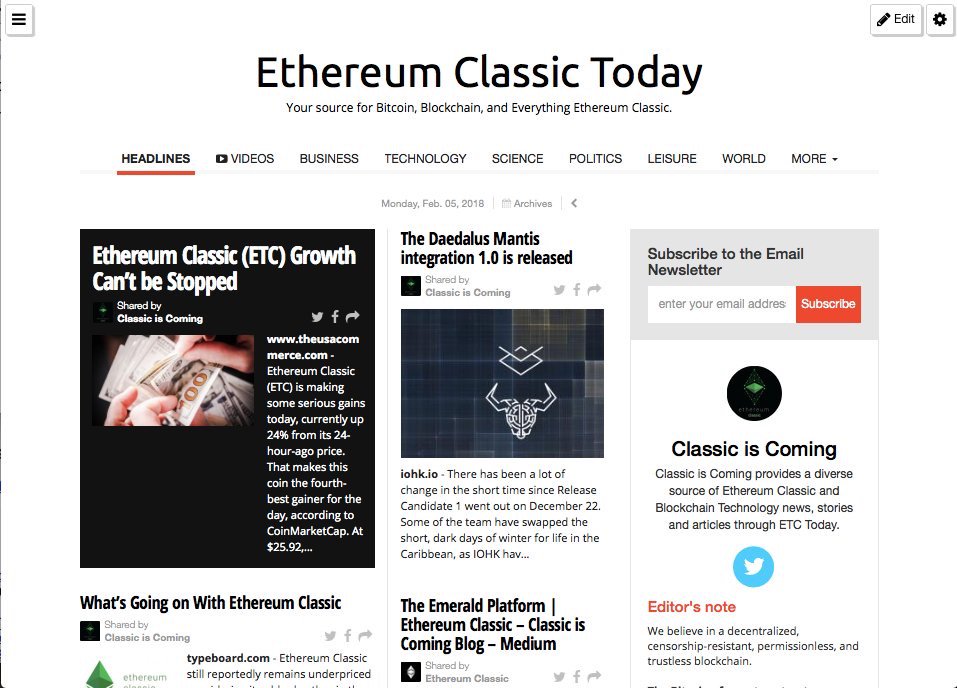 Edit
Ethereum Classic Today
Your source for Bitcoin, Blockchain, and Everything Ethereum Classic.
HEADLINES VIDEOS BUSINESS TECHNOLOGY SCIENCE POLITICS LEISURE WORLD MORE
Monday, Feb. 05, 2018 Archives
Ethereum Classic (ETC) Growth
Can't be Stopped
Shared by
Classic is Coming
www.theusacom
merce.com -
Ethereum Classic
(ETC) is making
some serious gains
today, currently up
24% from its 24-
hour-ago price.
That makes this
coin the fourth-
best gainer for the
day, according to
CoinMarketCap. At
$25.92,...
What's Going on With Ethereum Classic
Shared by
Classic is Coming
ethereum
classic
typeboard.com - Ethereum Classic
still reportedly remains underpriced
The Daedalus Mantis
integration 1.0 is released
Shared by
Classic is Coming
iohk.io - There has been a lot of
change in the short time since Release
Candidate 1 went out on December 22.
Some of the team have swapped the
short, dark days of winter for life in the
Caribbean, as IOHK hav...
The Emerald Platform |
Ethereum Classic – Classic is
Coming Blog – Medium
Shared by
Ethereum Classic
Subscribe to the Email
Newsletter
enter your email address Subscribe
ethereum
classic
Classic is Coming
Classic is Coming provides a diverse
source of Ethereum Classic and
Blockchain Technology news, stories
and articles through ETC Today.
Editor's note
We believe in a decentralized,
censorship-resistant, permissionless, and
trustless blockchain.